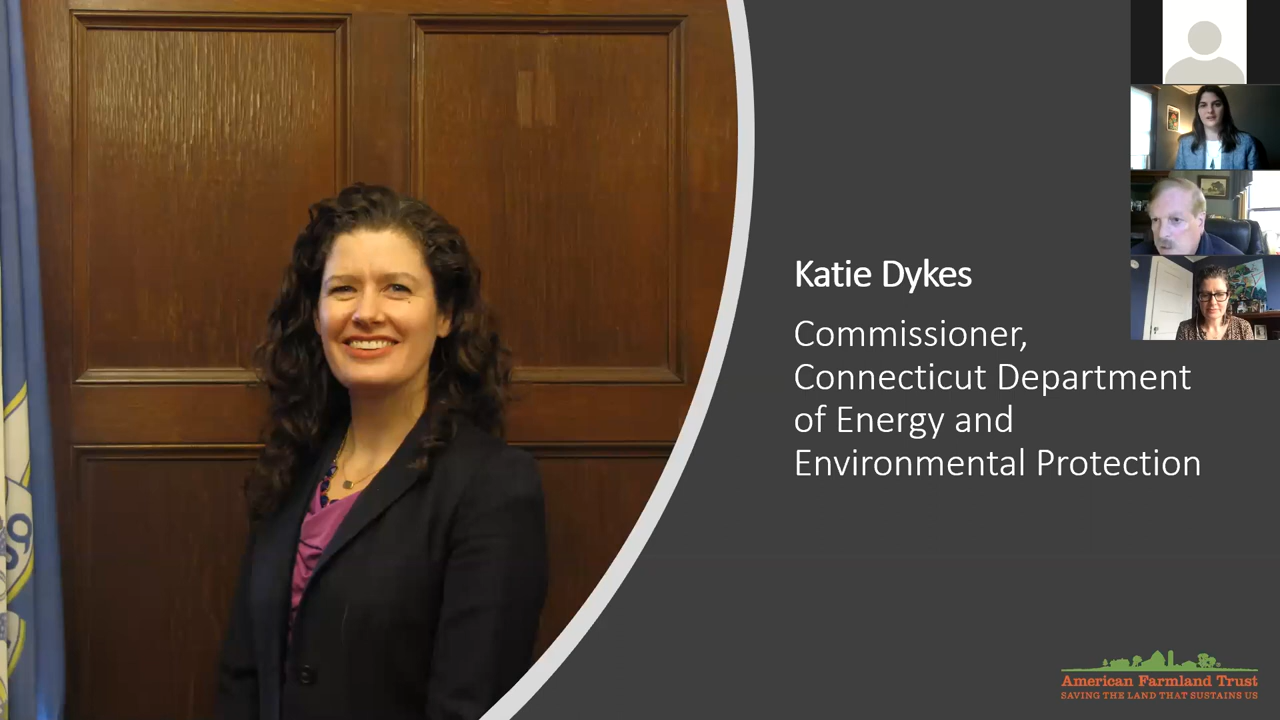 Katie Dykes
Commissioner,
Connecticut Department
of Energy and
Environmental Protection
American Farmland Trust
SAVING THE LAND THAT SUSTAINS US